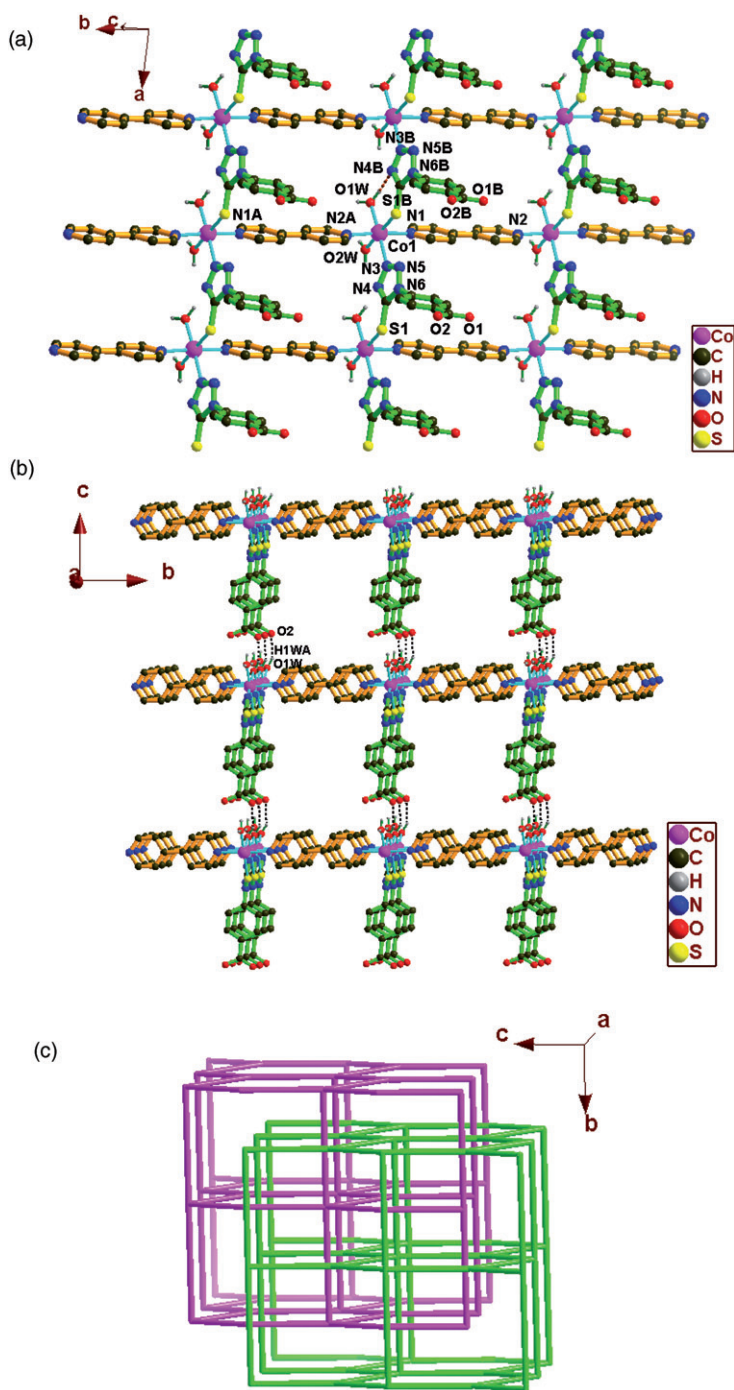 (a)
b c
a
N3B
N5B
N4B N6B
O1W S1B O1B
O2B
N1A N2A N1 N2
Co1
O2W
N3 N5
N4 N6
S1 O2 O1
Co
C
H
N
O
S
(b)
c
a b
O2
H1WA
O1W
Co
C
H
N
O
S
(c)
c a
b